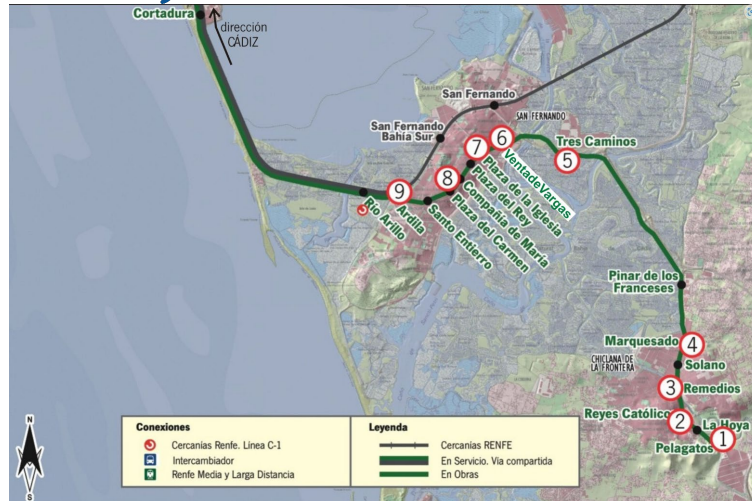 Cortadura
dirección
CÁDIZ
San Fernando
SAN FERNANDO
San Fernando
Bahía Sur
Tres Caminos
6
7
5
VentadeVargas
Plaza de la Iglesia
Plaza del Rey
8
Compañía de María
Plaza del Carmen
9
Santo Entierro
Ardila
Río Arillo
Pinar de los
Franceses
Marquesado
4
CHICLANA DE
LA FRONTERA
Solano
3
Remedios
Reyes Católico
2
La Hoya
1
Pelagatos
Conexiones
Cercanías Renfe. Linea C-1
Intercambiador
Renfe Media y Larga Distancia
Leyenda
Cercanías RENFE
En Servicio. Via compartida
En Obras
N
S